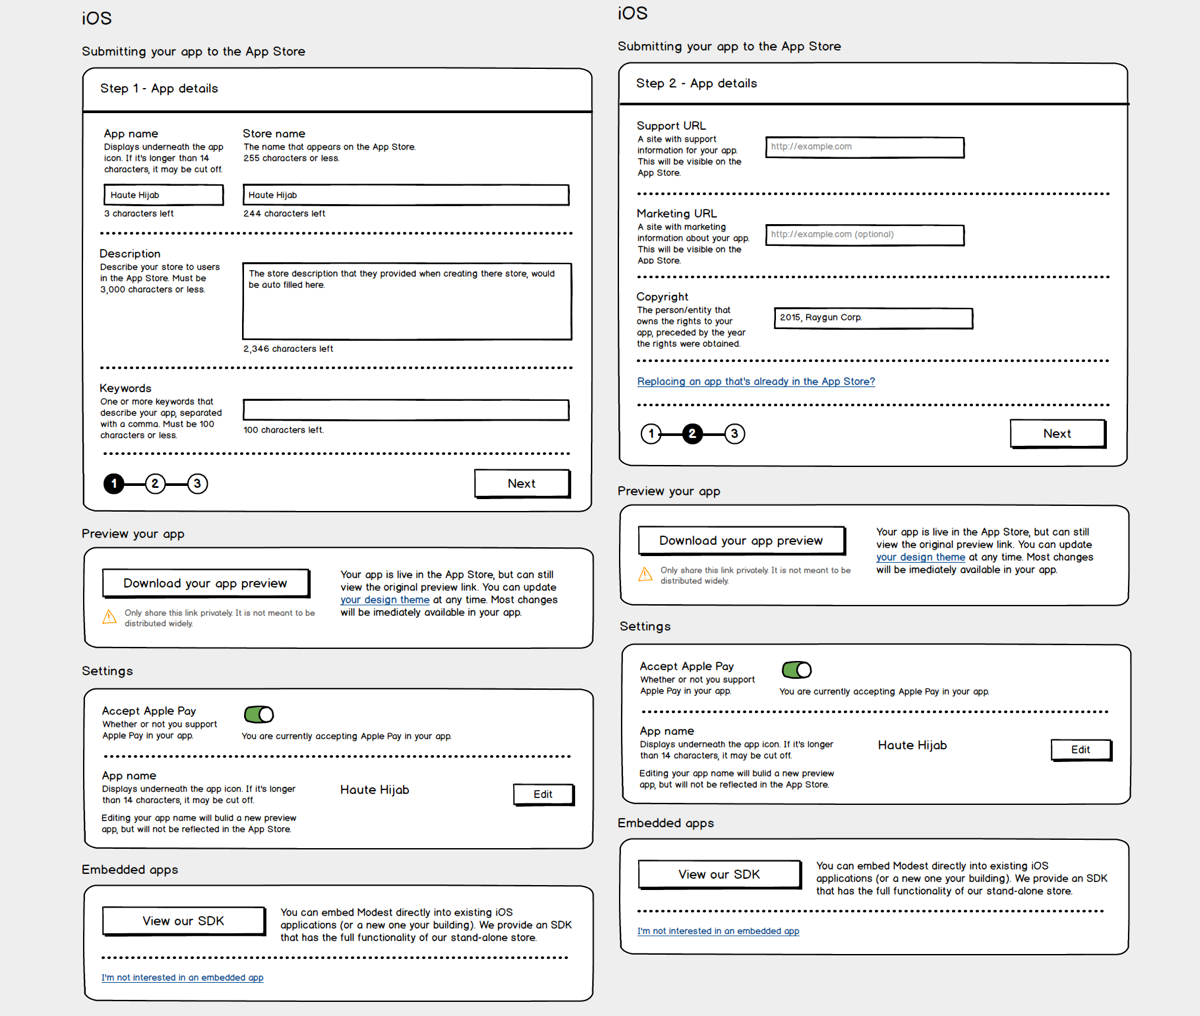 iOS
Submitting your app to the App Store
Step 1 - App details
App name
Displays underneath the app
icon. If it's longer than 14
characters, it may be cut off.
Haute Hijab
3 characters left
Store name
The name that appears on the App Store.
255 characters or less.
Haute Hijab
244 characters left
Description
Describe your store to users
in the App Store. Must be
3,000 characters or less.
The store description that they provided when creating there store, would
be auto filled here.
2,346 characters left
Keywords
One or more keywords that
describe your app, separated
with a comma. Must be 100
characters or less.
100 characters left.
1 2 3
Next
Preview your app
Download your app preview
Only share this link privately. It is not meant to be
distributed widely.
Your app is live in the App Store, but can still
view the original preview link. You can update
your design theme at any time. Most changes
will be imediately available in your app.
Settings
Accept Apple Pay
Whether or not you support
Apple Pay in your app.
You are currently accepting Apple Pay in your app.
App name
Displays underneath the app icon. If it's longer
than 14 characters, it may be cut off.
Editing your app name will bulid a new preview
app, but will not be reflected in the App Store.
Haute Hijab
Edit
Embedded apps
View our SDK
You can embed Modest directly into existing iOS
applications (or a new one your building). We provide an SDK
that has the full functionality of our stand-alone store.
I'm not interested in an embedded app
iOS
Submitting your app to the App Store
Step 2 - App details
Support URL
A site with support
information for your app.
This will be visible on the
App Store.
http://example.com
Marketing URL
A site with marketing
information about your app.
This will be visible on the
App Store.
http://example.com (optional)
Copyright
The person/entity that
owns the rights to your
app, preceded by the year
the rights were obtained.
2015, Raygun Corp.
Replacing an app that's already in the App Store?
1 2 3
Next
Preview your app
Download your app preview
Only share this link privately. It is not meant to be
distributed widely.
Your app is live in the App Store, but can still
view the original preview link. You can update
your design theme at any time. Most changes
will be imediately available in your app.
Settings
Accept Apple Pay
Whether or not you support
Apple Pay in your app.
You are currently accepting Apple Pay in your app.
App name
Displays underneath the app icon. If it's longer
than 14 characters, it may be cut off.
Editing your app name will bulid a new preview
app, but will not be reflected in the App Store.
Haute Hijab
Edit
Embedded apps
View our SDK
You can embed Modest directly into existing iOS
applications (or a new one your building). We provide an SDK
that has the full functionality of our stand-alone store.
I'm not interested in an embedded app